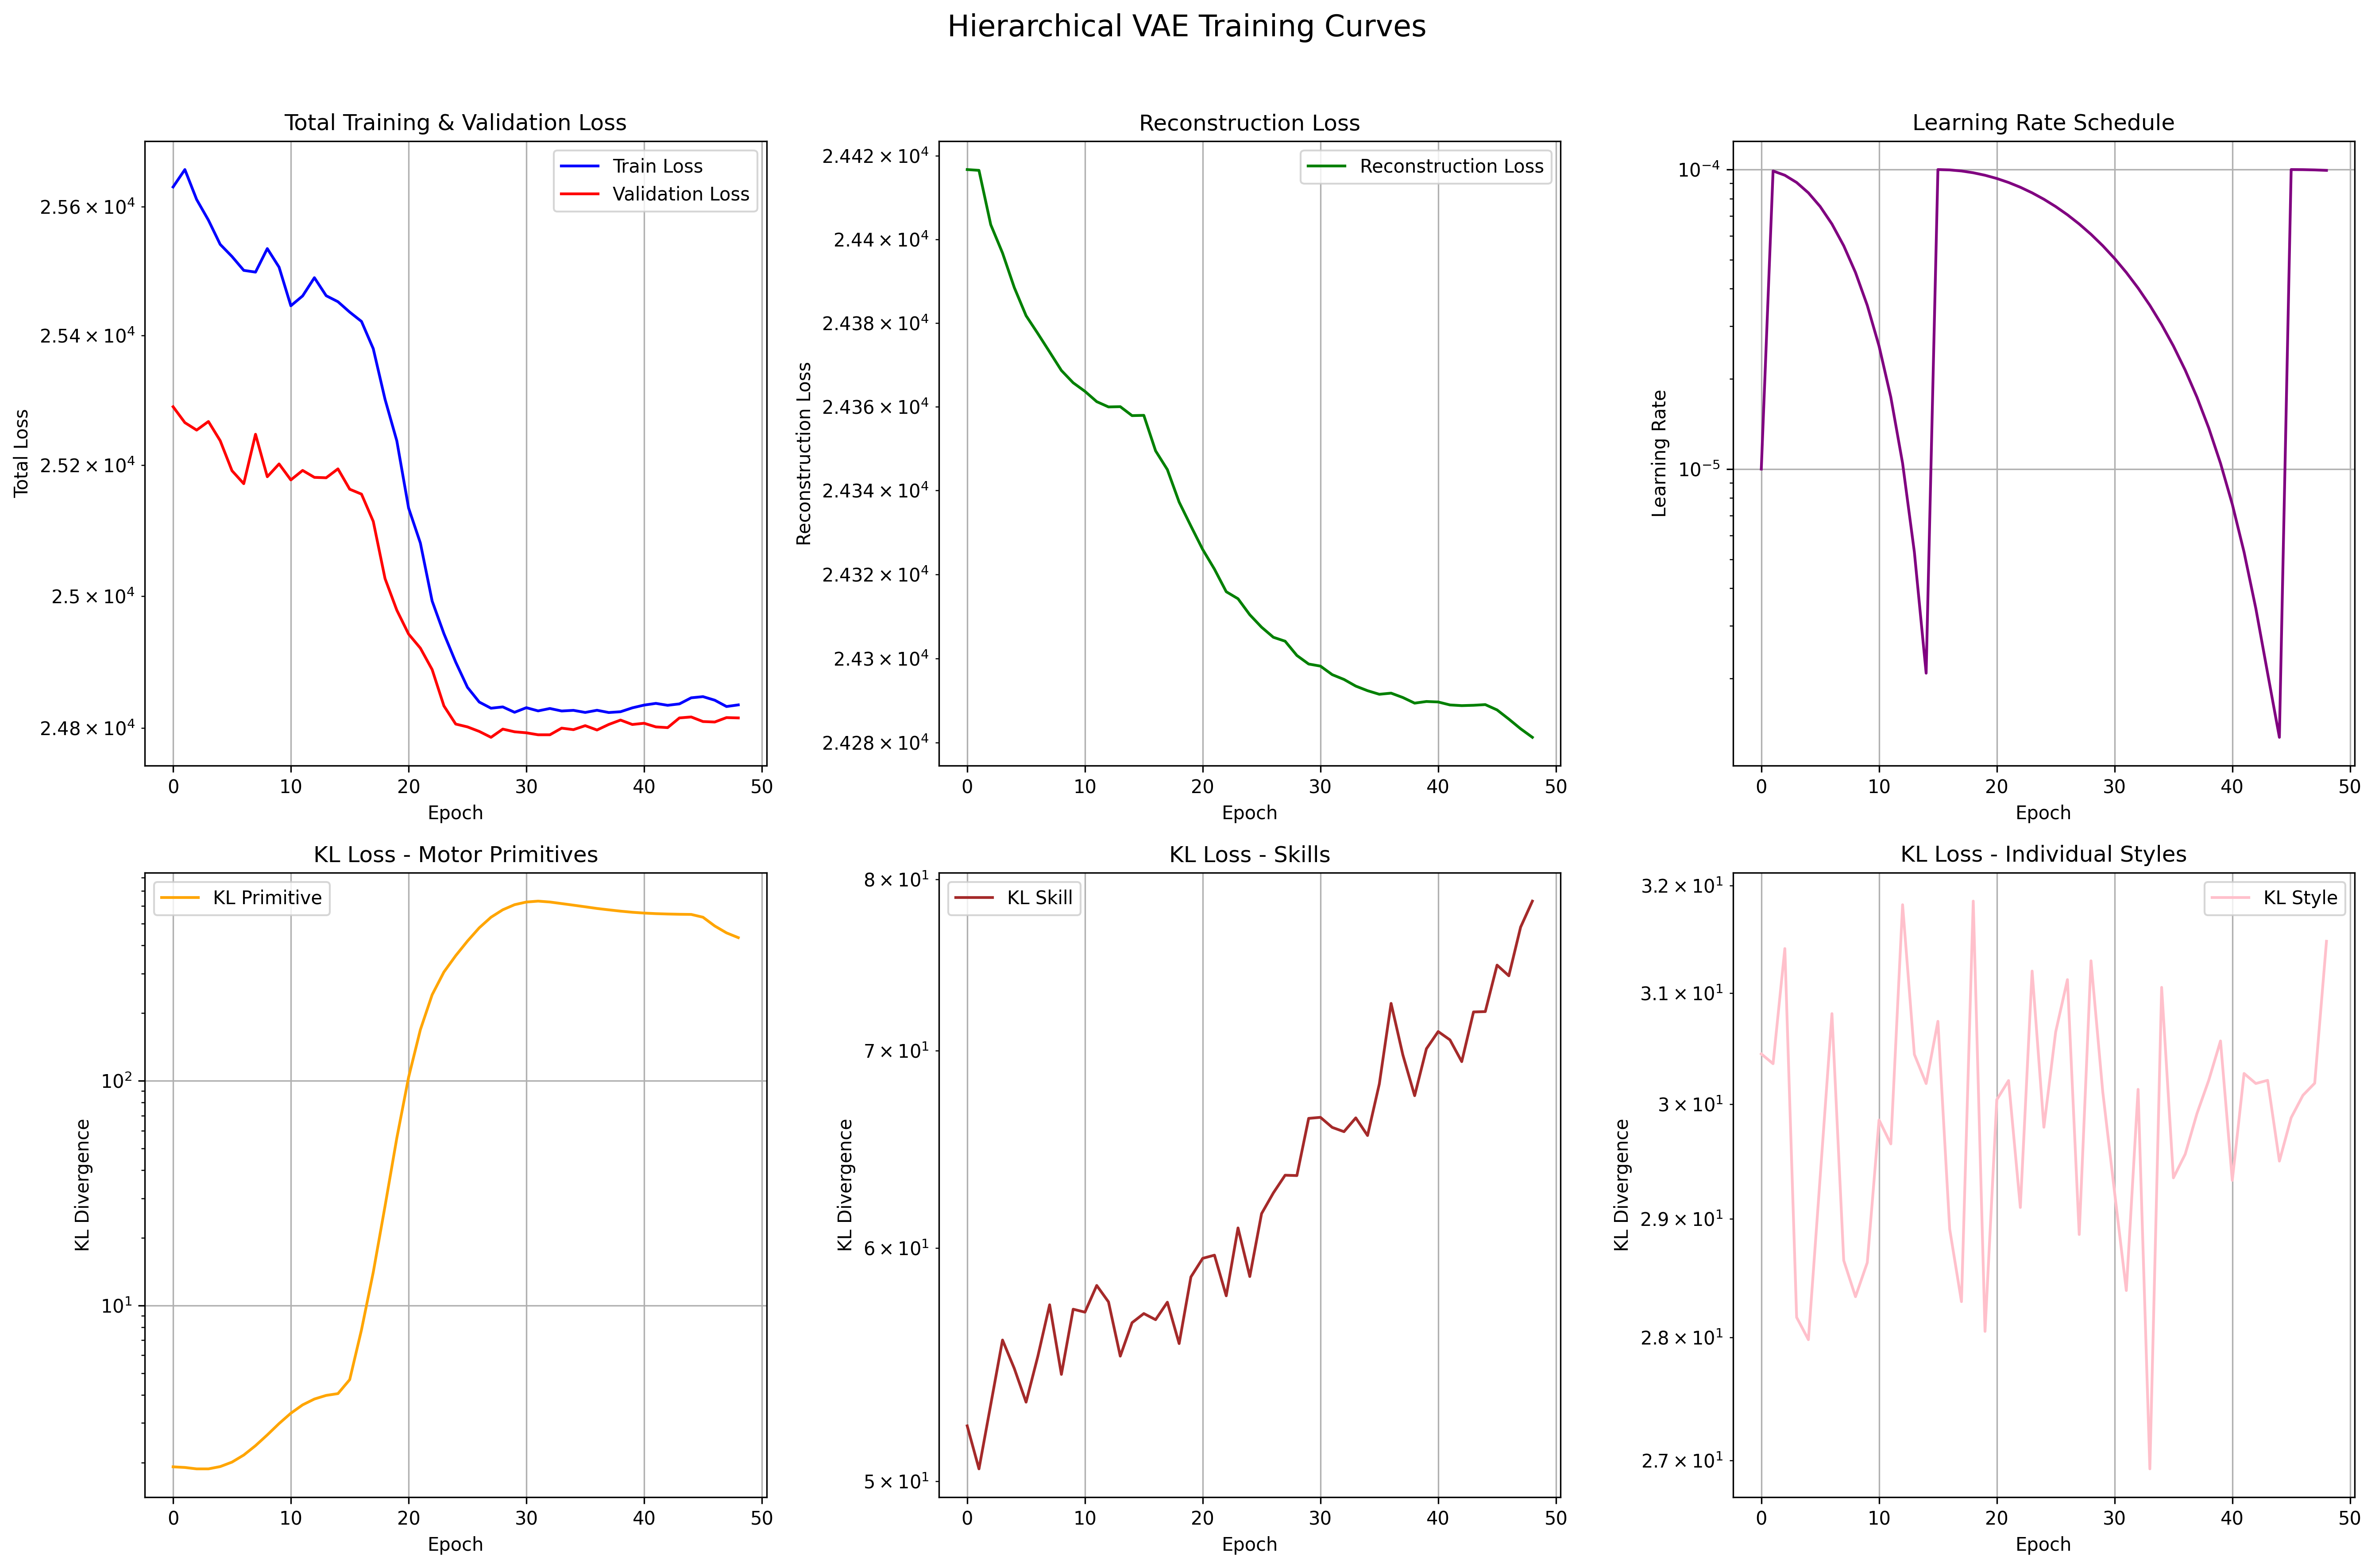 Hierarchical VAE Training Curves
Total Training & Validation Loss
Train Loss
Validation Loss
2.56 × 10⁴
2.54 × 10⁴
2.52 × 10⁴
2.5 × 10⁴
2.48 × 10⁴
Total Loss
0 10 20 30 40 50
Epoch
Reconstruction Loss
Reconstruction Loss
2.442 × 10⁴
2.44 × 10⁴
2.438 × 10⁴
2.436 × 10⁴
2.434 × 10⁴
2.432 × 10⁴
2.43 × 10⁴
2.428 × 10⁴
Reconstruction Loss
0 10 20 30 40 50
Epoch
Learning Rate Schedule
10⁻⁴
10⁻⁵
Learning Rate
0 10 20 30 40 50
Epoch
KL Loss - Motor Primitives
KL Primitive
10²
10¹
KL Divergence
0 10 20 30 40 50
Epoch
KL Loss - Skills
KL Skill
8 × 10¹
7 × 10¹
6 × 10¹
5 × 10¹
KL Divergence
0 10 20 30 40 50
Epoch
KL Loss - Individual Styles
KL Style
3.2 × 10¹
3.1 × 10¹
3 × 10¹
2.9 × 10¹
2.8 × 10¹
2.7 × 10¹
KL Divergence
0 10 20 30 40 50
Epoch